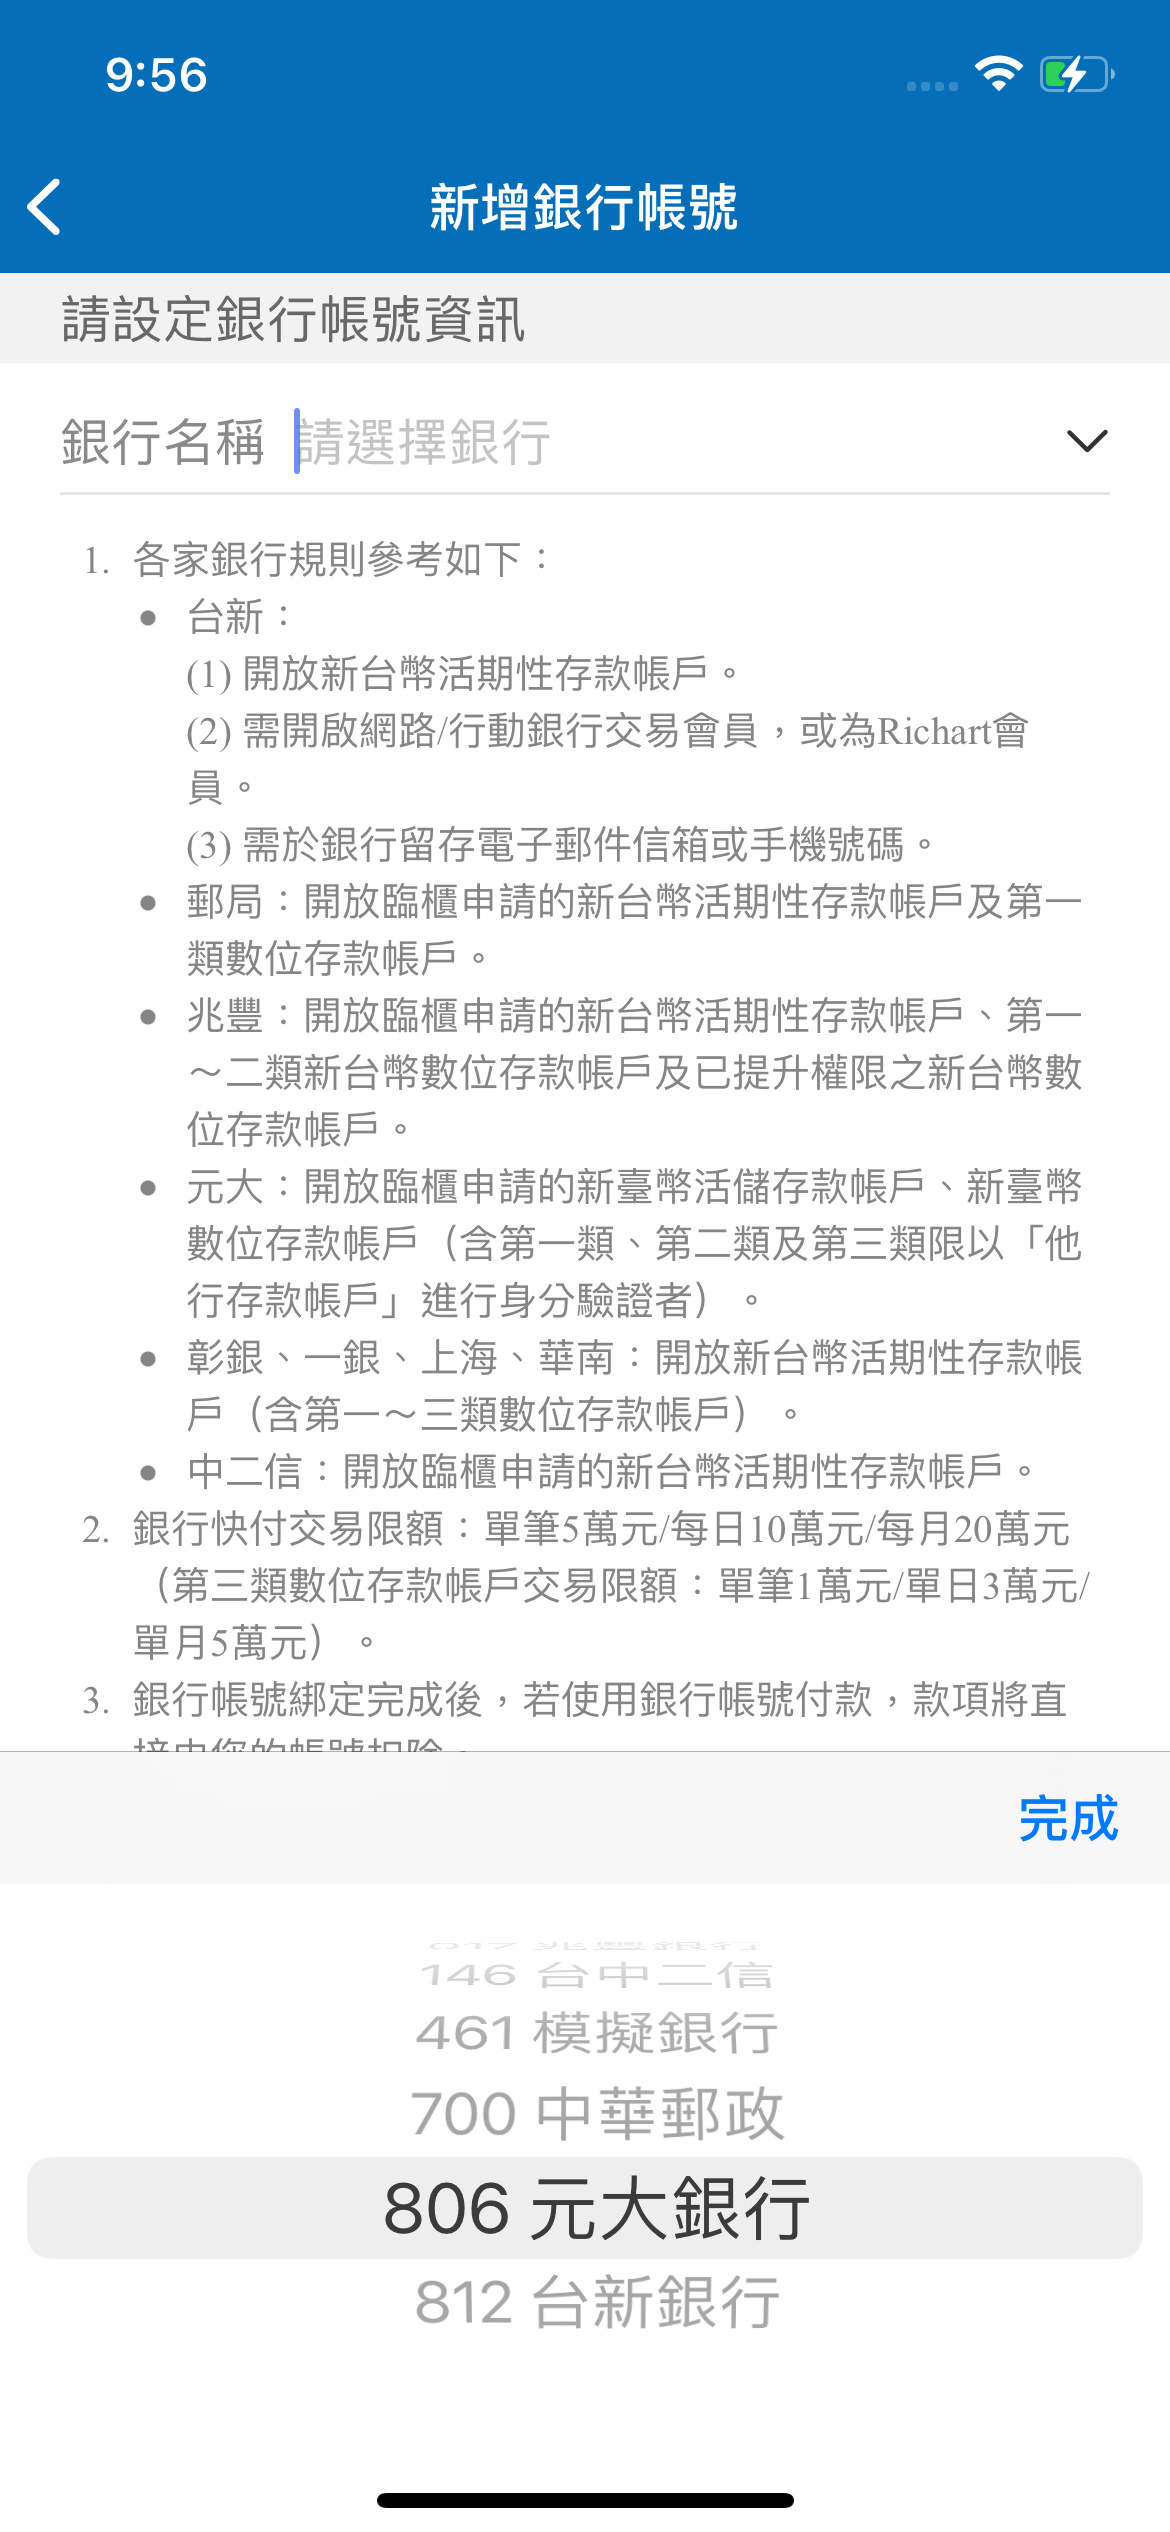 9:56
新增銀行帳號
請設定銀行帳號資訊
銀行名稱 請選擇銀行
1. 各家銀行規則參考如下：
• 台新：
(1) 開放新台幣活期性存款帳戶。
(2) 需開啟網路/行動銀行交易會員，或為Richart會
員。
(3) 需於銀行留存電子郵件信箱或手機號碼。
• 郵局：開放臨櫃申請的新台幣活期性存款帳戶及第一
類數位存款帳戶。
• 兆豐：開放臨櫃申請的新台幣活期性存款帳戶、第一
～二類新台幣數位存款帳戶及已提升權限之新台幣數
位存款帳戶。
• 元大：開放臨櫃申請的新臺幣活儲存款帳戶、新臺幣
數位存款帳戶（含第一類、第二類及第三類限以「他
行存款帳戶」進行身分驗證者）。
• 彰銀、一銀、上海、華南：開放新台幣活期性存款帳
戶（含第一～三類數位存款帳戶）。
• 中二信：開放臨櫃申請的新台幣活期性存款帳戶。
2. 銀行快付交易限額：單筆5萬元/每日10萬元/每月20萬元
（第三類數位存款帳戶交易限額：單筆1萬元/單日3萬元/
單月5萬元）。
3. 銀行帳號綁定完成後，若使用銀行帳號付款，款項將直
接由您的帳號扣除。
完成
017 兆豐銀行
146 台中二信
461 模擬銀行
700 中華郵政
806 元大銀行
812 台新銀行